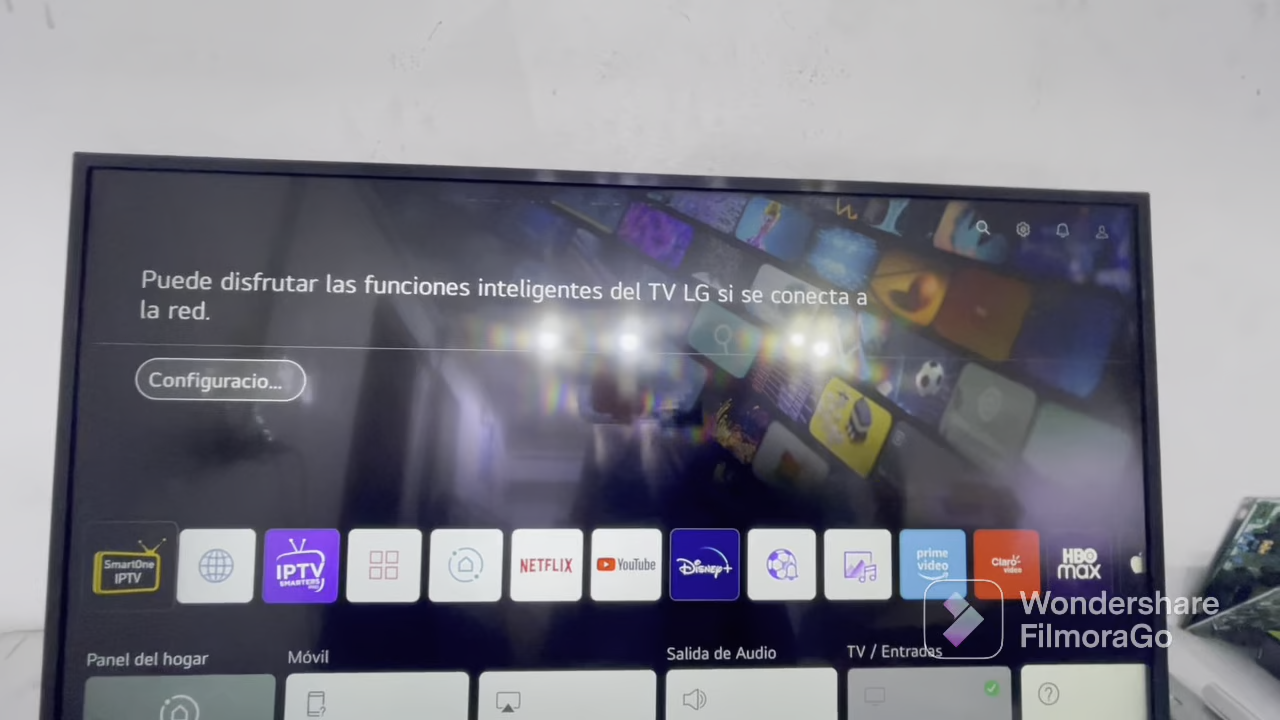 Puede disfrutar las funciones inteligentes del TV LG si se conecta a
la red.
Configuracio...
SmartOne
IPTV
IPTV
SMARTERS
NETFLIX
YouTube
Disney+
prime
video
Claro
video
HBO
max
Wondershare
FilmoraGo
Panel del hogar
Móvil
Salida de Audio
TV / Entradas